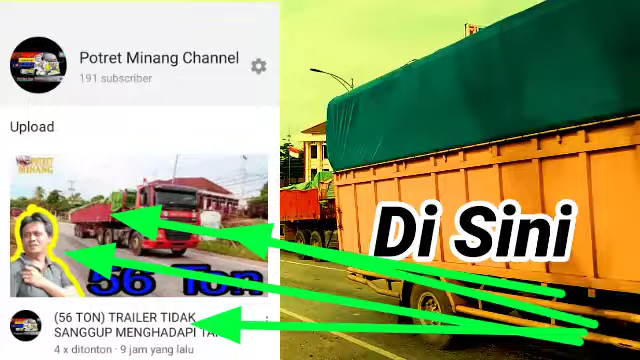 Potret Minang Channel
191 subscriber
Upload
POTRET
MINANG
56 Ton
(56 TON) TRAILER TIDAK
SANGGUP MENGHADAPI
4 x ditonton · 9 jam yang lalu
Di Sini